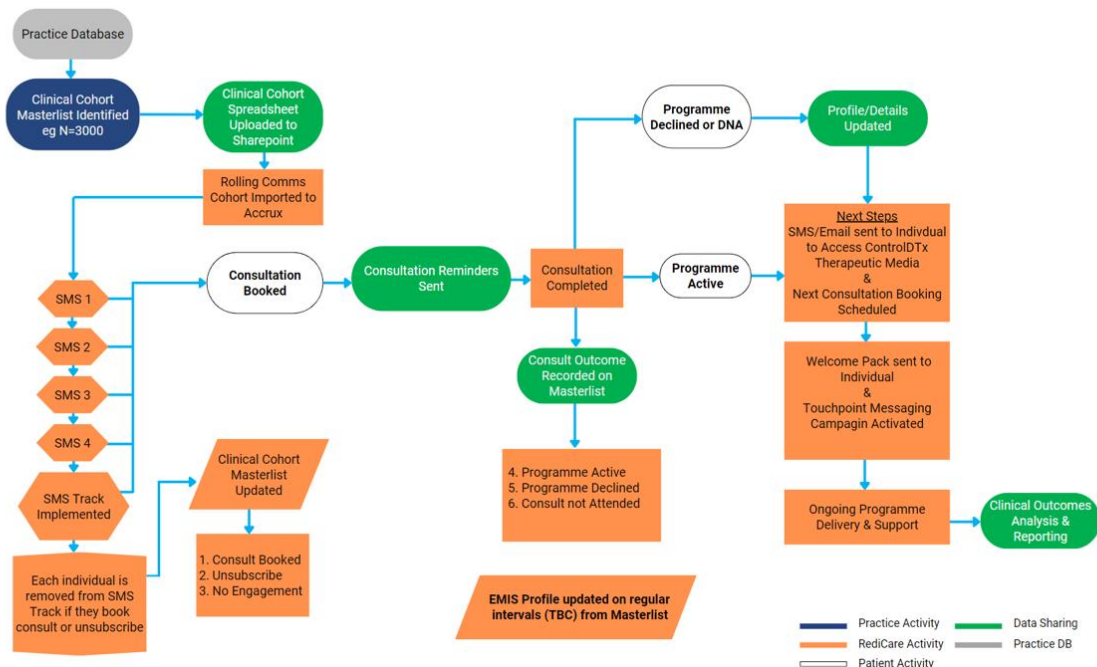 Practice Database
Clinical Cohort
Masterlist Identified
eg N=3000
Clinical Cohort
Spreadsheet
Uploaded to
Sharepoint
Rolling Comms
Cohort Imported to
Accrux
SMS 1
SMS 2
SMS 3
SMS 4
SMS Track
Implemented
Each individual is
removed from SMS
Track if they book
consult or unsubscribe
Clinical Cohort
Masterlist
Updated
1. Consult Booked
2. Unsubscribe
3. No Engagement
Consultation
Booked
Consultation Reminders
Sent
Consultation
Completed
Programme
Declined or DNA
Profile/Details
Updated
Programme
Active
Consult Outcome
Recorded on
Masterlist
4. Programme Active
5. Programme Declined
6. Consult not Attended
Next Steps
SMS/Email sent to Indivdual
to Access ControlDTx
Therapeutic Media
&
Next Consultation Booking
Scheduled
Welcome Pack sent to
Individual
&
Touchpoint Messaging
Campagin Activated
Ongoing Programme
Delivery & Support
Clinical Outcomes
Analysis &
Reporting
EMIS Profile updated on regular
intervals (TBC) from Masterlist
Practice Activity
Data Sharing
RediCare Activity
Practice DB
Patient Activity